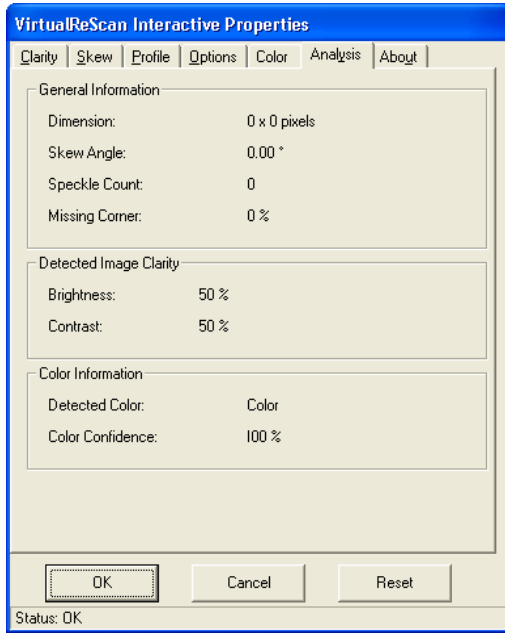 VirtualReScan Interactive Properties
Clarity Skew Profile Options Color Analysis About
General Information
Dimension: 0 x 0 pixels
Skew Angle: 0.00 °
Speckle Count: 0
Missing Corner: 0 %
Detected Image Clarity
Brightness: 50 %
Contrast: 50 %
Color Information
Detected Color: Color
Color Confidence: 100 %
OK Cancel Reset
Status: OK